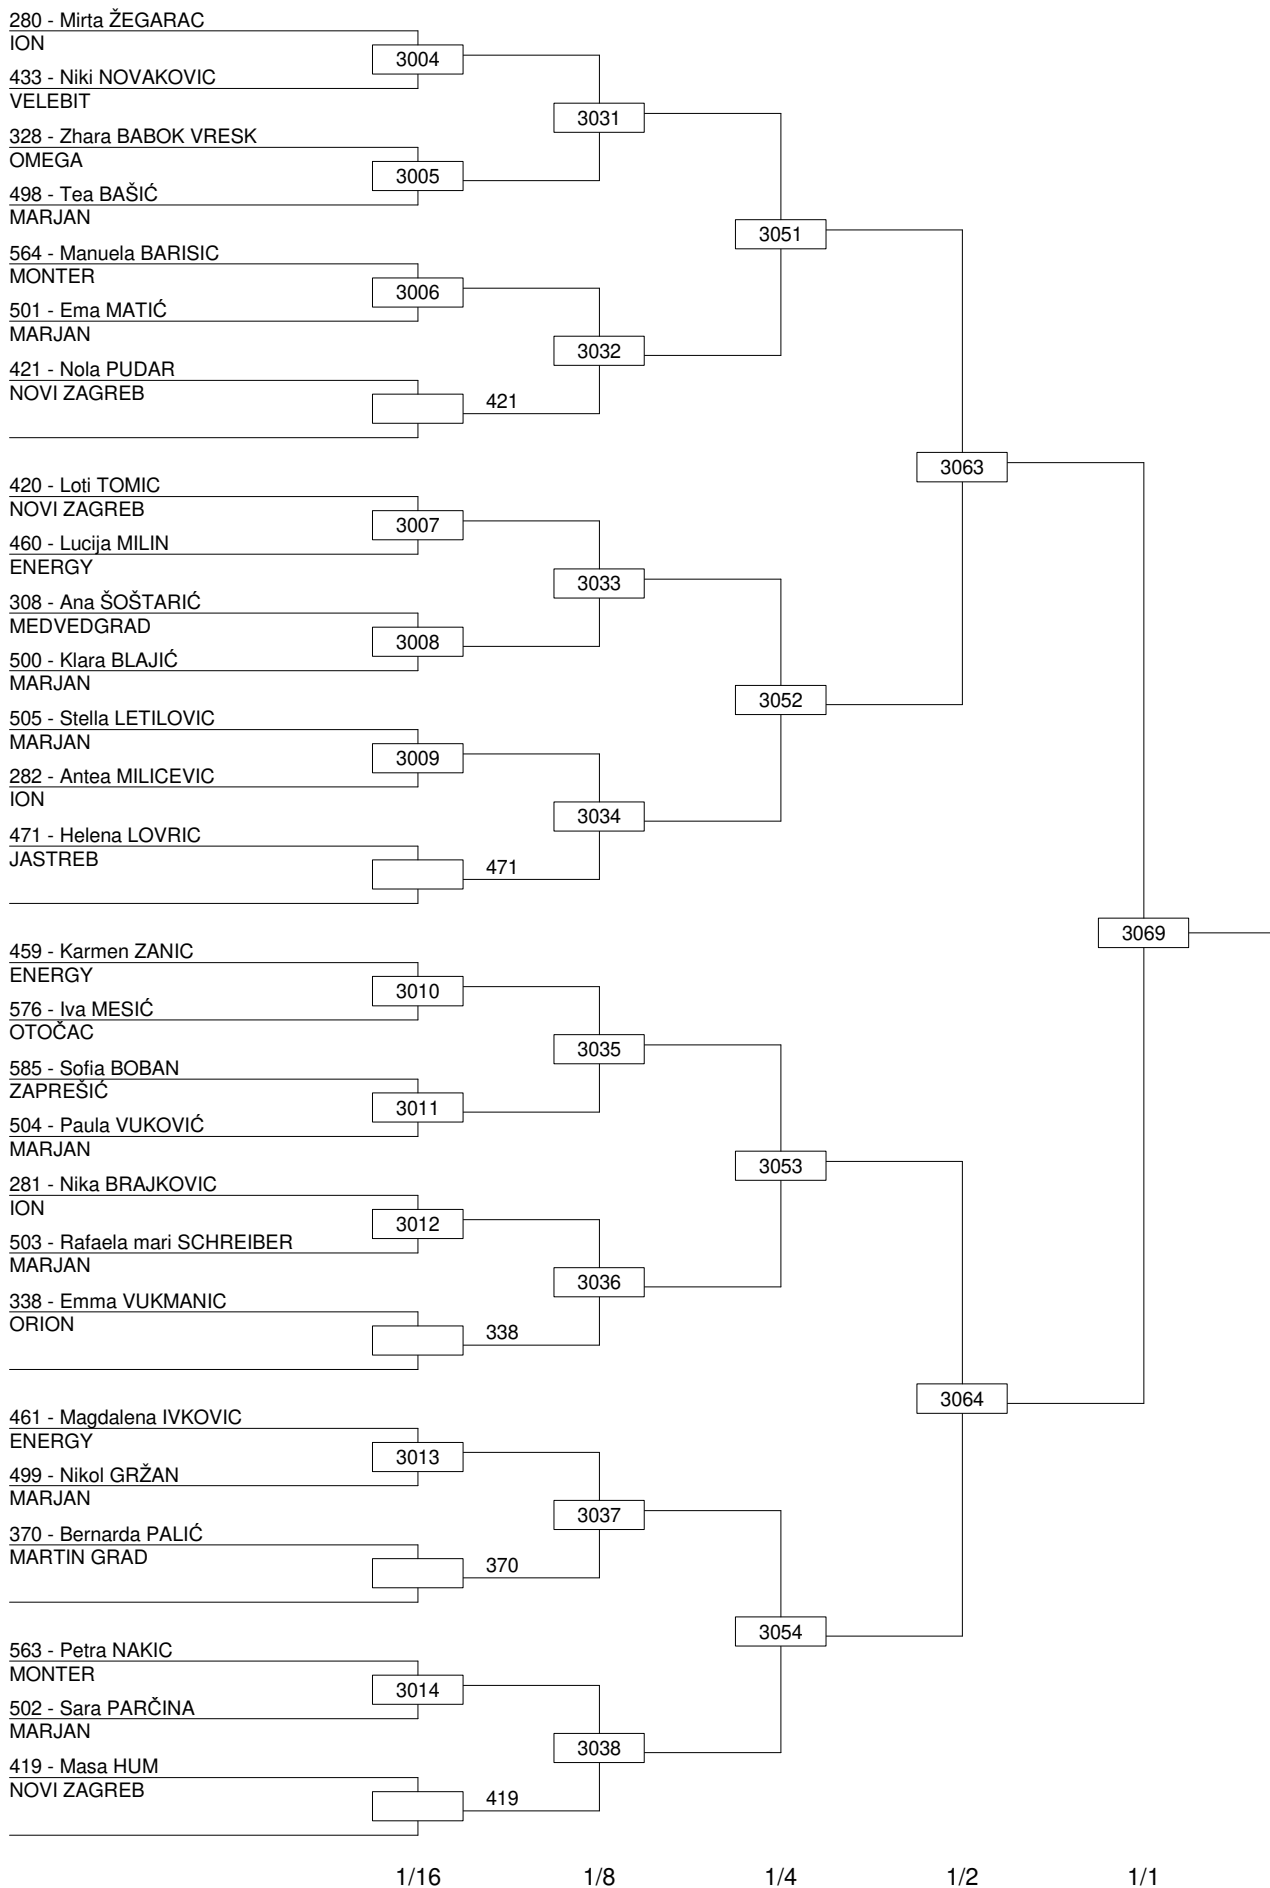 280 - Mirta ŽEGARAC
ION
3004
433 - Niki NOVAKOVIC
VELEBIT
3031
328 - Zhara BABOK VRESK
OMEGA
3005
498 - Tea BAŠIĆ
MARJAN
3051
564 - Manuela BARISIC
MONTER
3006
501 - Ema MATIĆ
MARJAN
3032
421 - Nola PUDAR
NOVI ZAGREB
421
3063
420 - Loti TOMIC
NOVI ZAGREB
3007
460 - Lucija MILIN
ENERGY
3033
308 - Ana ŠOŠTARIĆ
MEDVEDGRAD
3008
500 - Klara BLAJIĆ
MARJAN
3052
505 - Stella LETILOVIC
MARJAN
3009
282 - Antea MILICEVIC
ION
3034
471 - Helena LOVRIC
JASTREB
471
3069
459 - Karmen ZANIC
ENERGY
3010
576 - Iva MESIĆ
OTOČAC
3035
585 - Sofia BOBAN
ZAPREŠIĆ
3011
504 - Paula VUKOVIĆ
MARJAN
3053
281 - Nika BRAJKOVIC
ION
3012
503 - Rafaela mari SCHREIBER
MARJAN
3036
338 - Emma VUKMANIC
ORION
338
3064
461 - Magdalena IVKOVIC
ENERGY
3013
499 - Nikol GRŽAN
MARJAN
3037
370 - Bernarda PALIĆ
MARTIN GRAD
370
3054
563 - Petra NAKIC
MONTER
3014
502 - Sara PARČINA
MARJAN
3038
419 - Masa HUM
NOVI ZAGREB
419
1/16 1/8 1/4 1/2 1/1